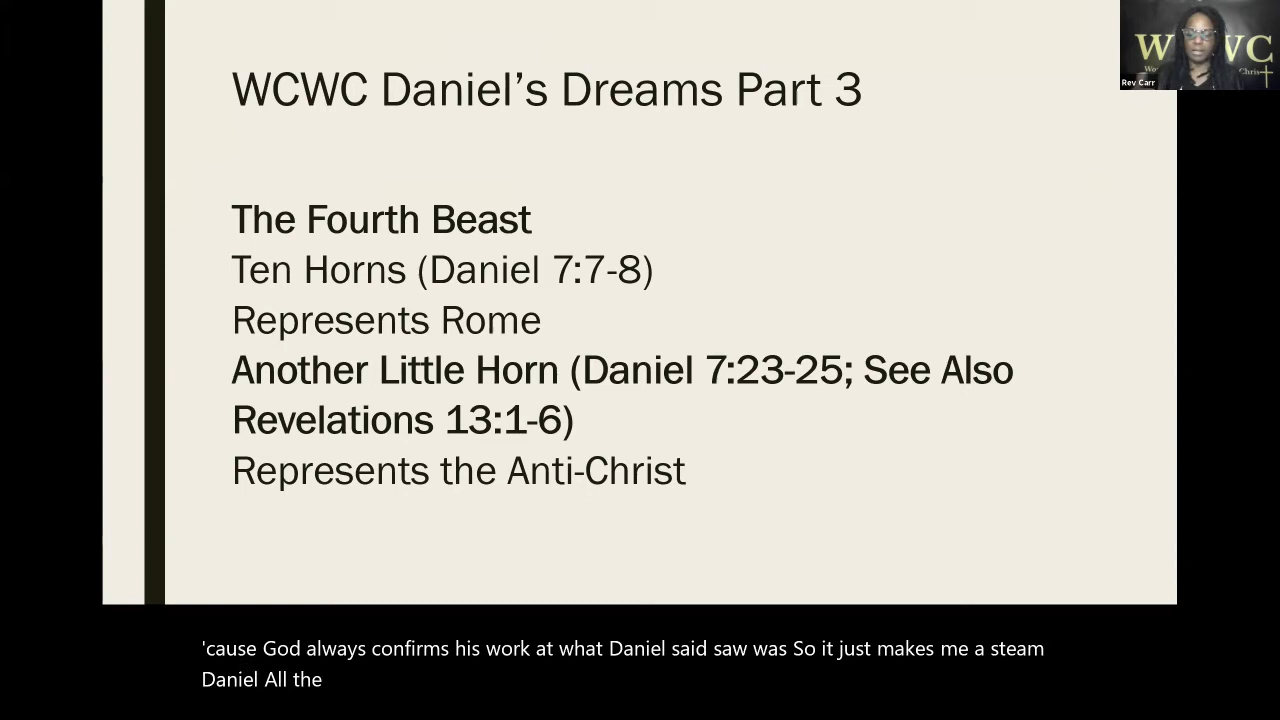 WCWC Daniel’s Dreams Part 3
The Fourth Beast
Ten Horns (Daniel 7:7-8)
Represents Rome
Another Little Horn (Daniel 7:23-25; See Also
Revelations 13:1-6)
Represents the Anti-Christ
Rev Carr
'cause God always confirms his work at what Daniel said saw was So it just makes me a steam
Daniel All the